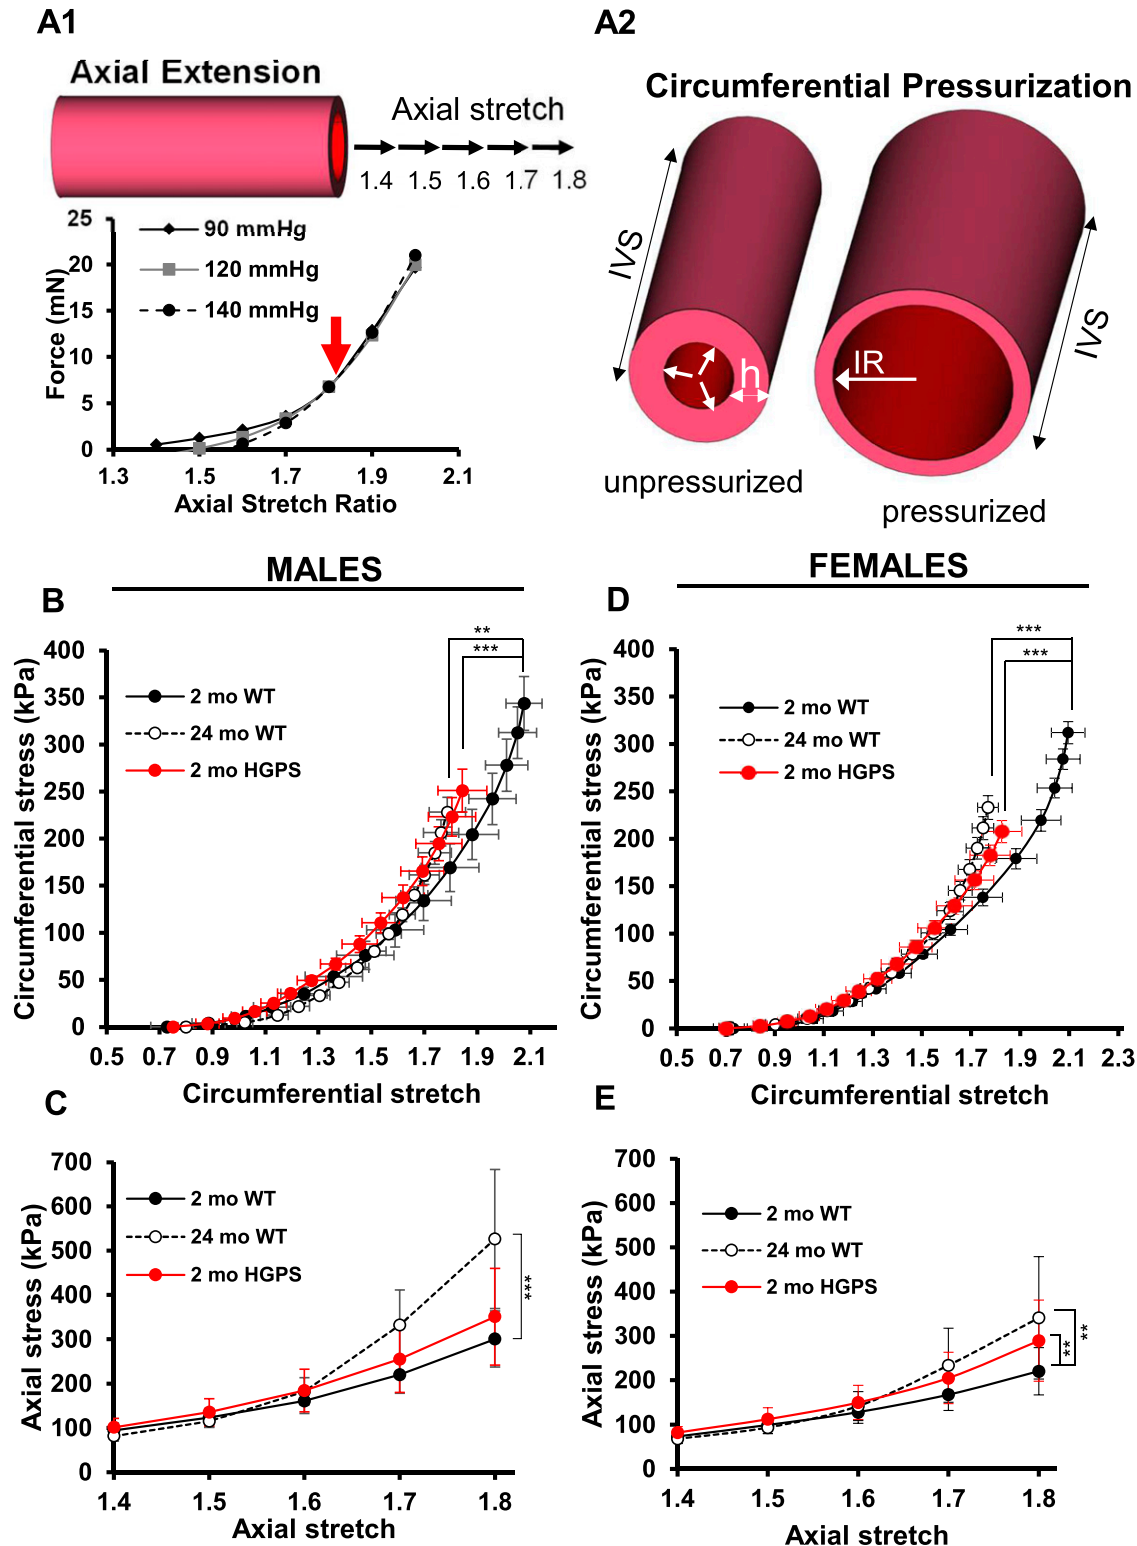 A1
Axial Extension
Axial stretch
1.4 1.5 1.6 1.7 1.8
25
20
15
10
5
0
Force (mN)
90 mmHg
120 mmHg
140 mmHg
1.3 1.5 1.7 1.9 2.1
Axial Stretch Ratio
A2
Circumferential Pressurization
IVS
h
unpressurized
IR
IVS
pressurized
MALES
B
400
350
300
250
200
150
100
50
0
Circumferential stress (kPa)
2 mo WT
24 mo WT
2 mo HGPS
**
***
0.5 0.7 0.9 1.1 1.3 1.5 1.7 1.9 2.1
Circumferential stretch
C
700
600
500
400
300
200
100
0
Axial stress (kPa)
2 mo WT
24 mo WT
2 mo HGPS
***
1.4 1.5 1.6 1.7 1.8
Axial stretch
FEMALES
D
400
350
300
250
200
150
100
50
0
Circumferential stress (kPa)
2 mo WT
24 mo WT
2 mo HGPS
***
***
0.5 0.7 0.9 1.1 1.3 1.5 1.7 1.9 2.1 2.3
Circumferential stretch
E
700
600
500
400
300
200
100
0
Axial stress (kPa)
2 mo WT
24 mo WT
2 mo HGPS
**
**
1.4 1.5 1.6 1.7 1.8
Axial stretch